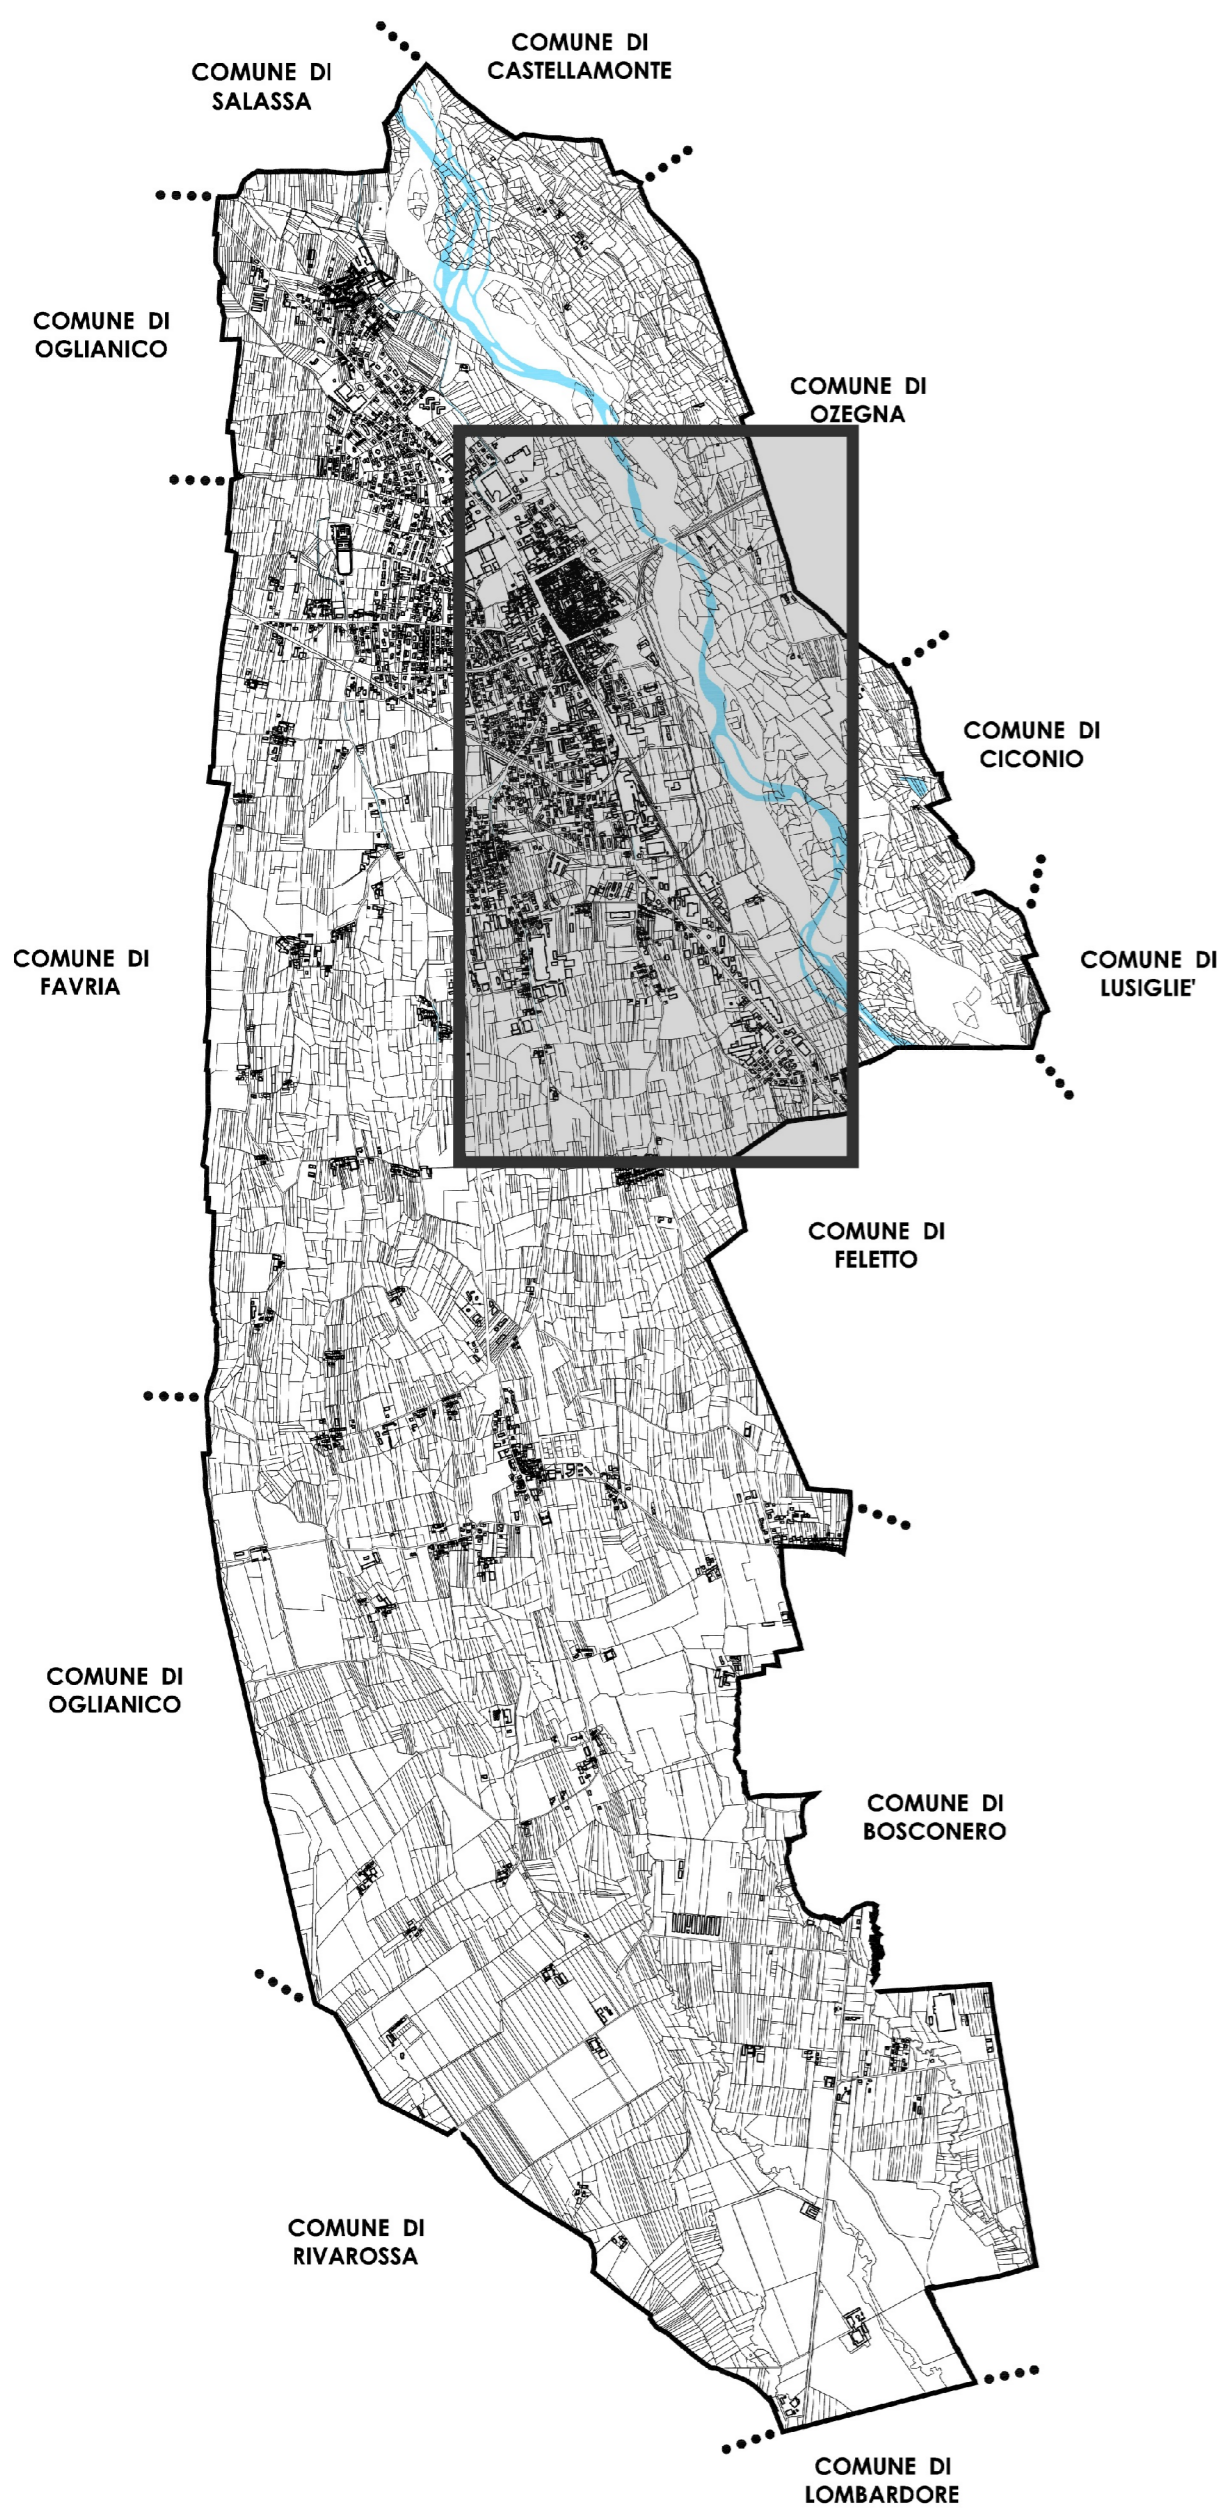 COMUNE DI
CASTELLAMONTE
COMUNE DI
SALASSA
COMUNE DI
OGLIANICO
COMUNE DI
OZEGNA
COMUNE DI
CICONIO
COMUNE DI
FAVRIA
COMUNE DI
LUSIGLIE'
COMUNE DI
FELETTO
COMUNE DI
OGLIANICO
COMUNE DI
BOSCONERO
COMUNE DI
RIVAROSSA
COMUNE DI
LOMBARDORE